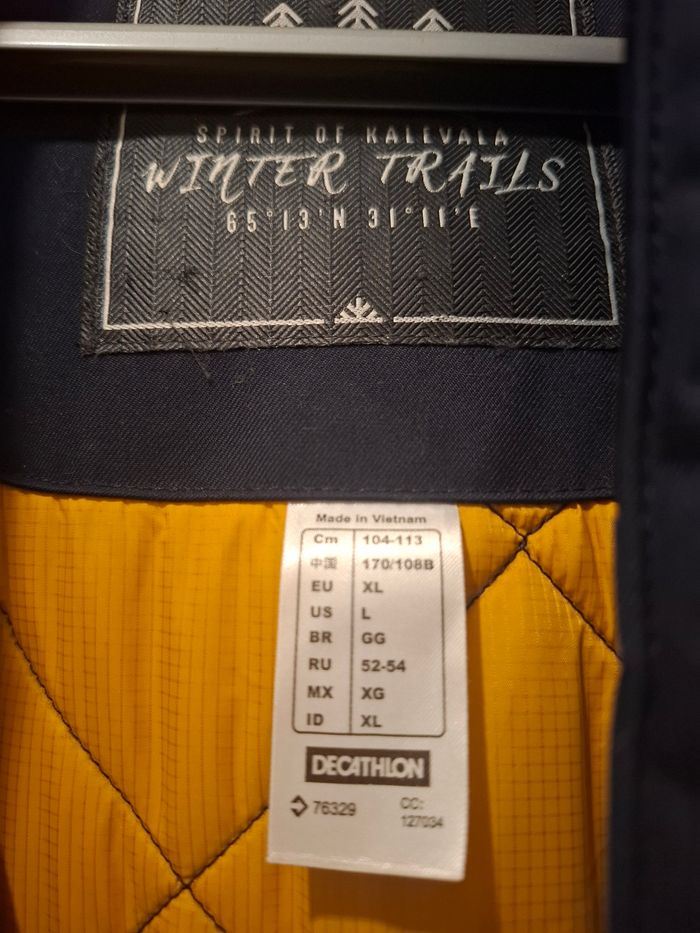 SPIRIT OF KALEVALA
WINTER TRAILS
65°13'N 31°11'E
Made in Vietnam
Cm 104-113
中国 170/108B
EU XL
US L
BR GG
RU 52-54
MX XG
ID XL
DECATHLON
76329 CC:
127034